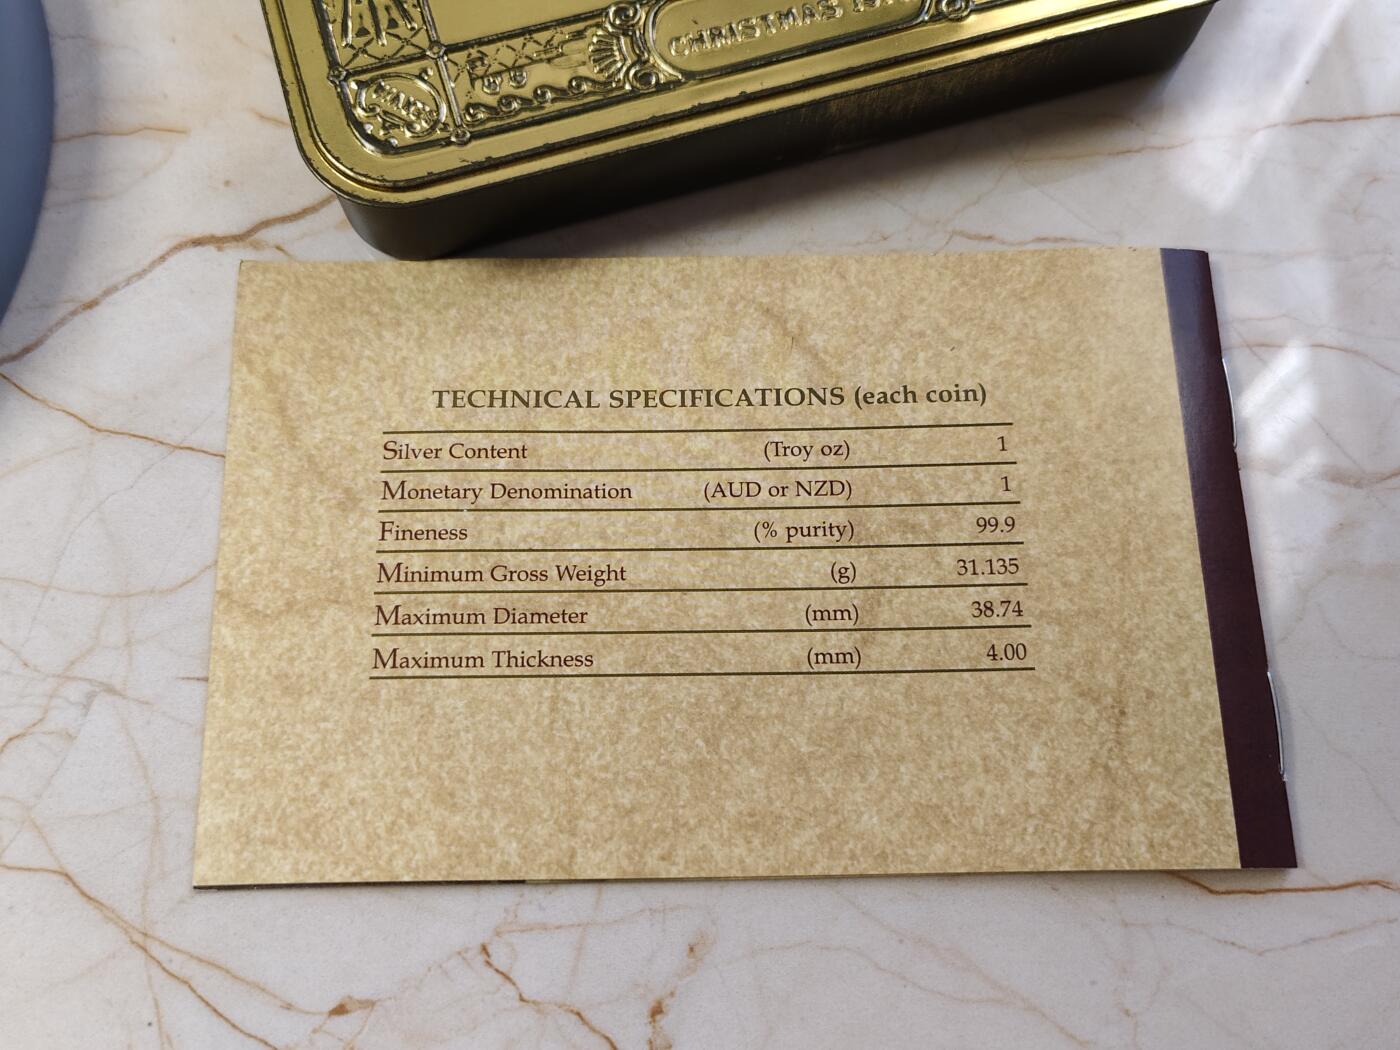 CHRISTMAS
TECHNICAL SPECIFICATIONS (each coin)
Silver Content (Troy oz) 1
Monetary Denomination (AUD or NZD) 1
Fineness (% purity) 99.9
Minimum Gross Weight (g) 31.135
Maximum Diameter (mm) 38.74
Maximum Thickness (mm) 4.00